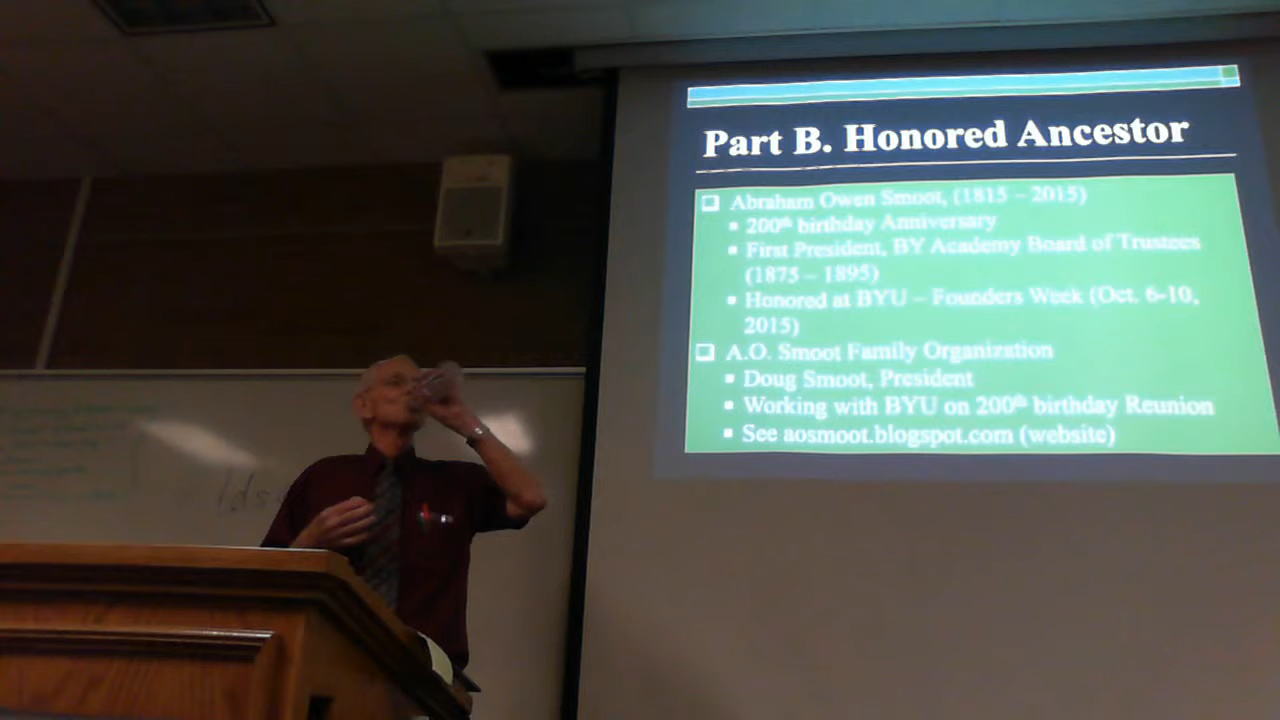 Part B. Honored Ancestor
Abraham Owen Smoot, (1815 – 2015)
200th birthday Anniversary
First President, BY Academy Board of Trustees
(1875 – 1895)
Honored at BYU – Founders Week (Oct. 6-10,
2015)
A.O. Smoot Family Organization
Doug Smoot, President
Working with BYU on 200th birthday Reunion
See aosmoot.blogspot.com (website)
lds